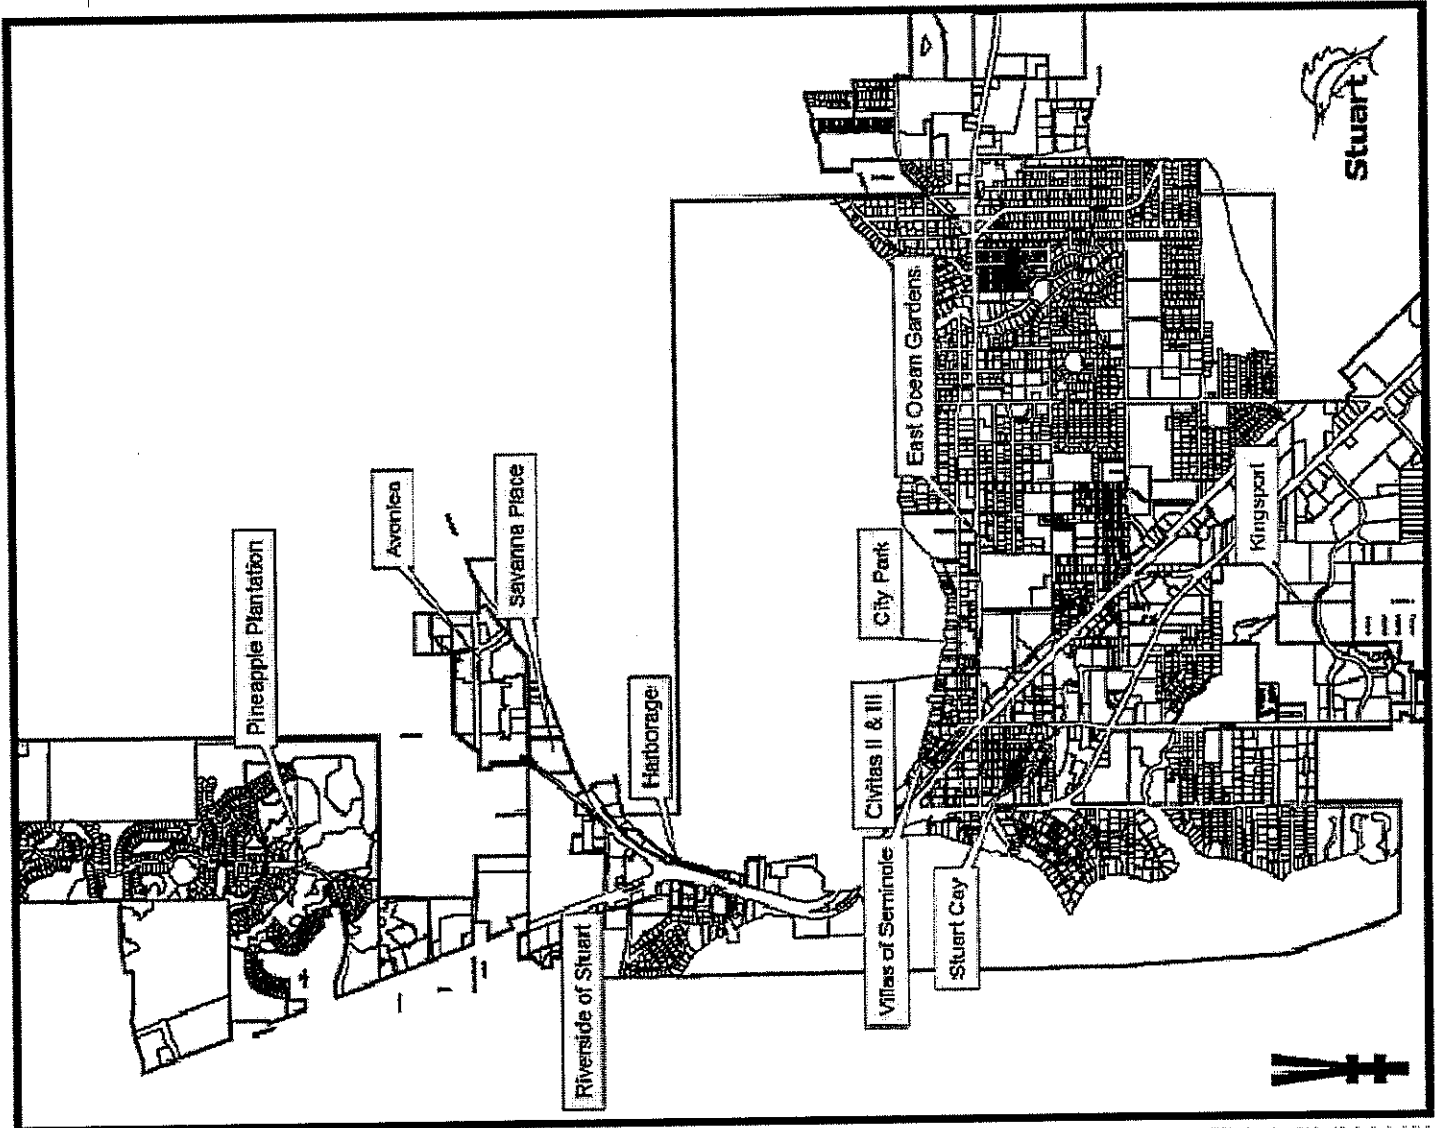 Pineapple Plantation
Avonlea
Savanna Place
Harborage
Riverside of Stuart
East Ocean Gardens
City Park
Civitas II & III
Villas of Seminole
Stuart Cay
Kingsport
Stuart